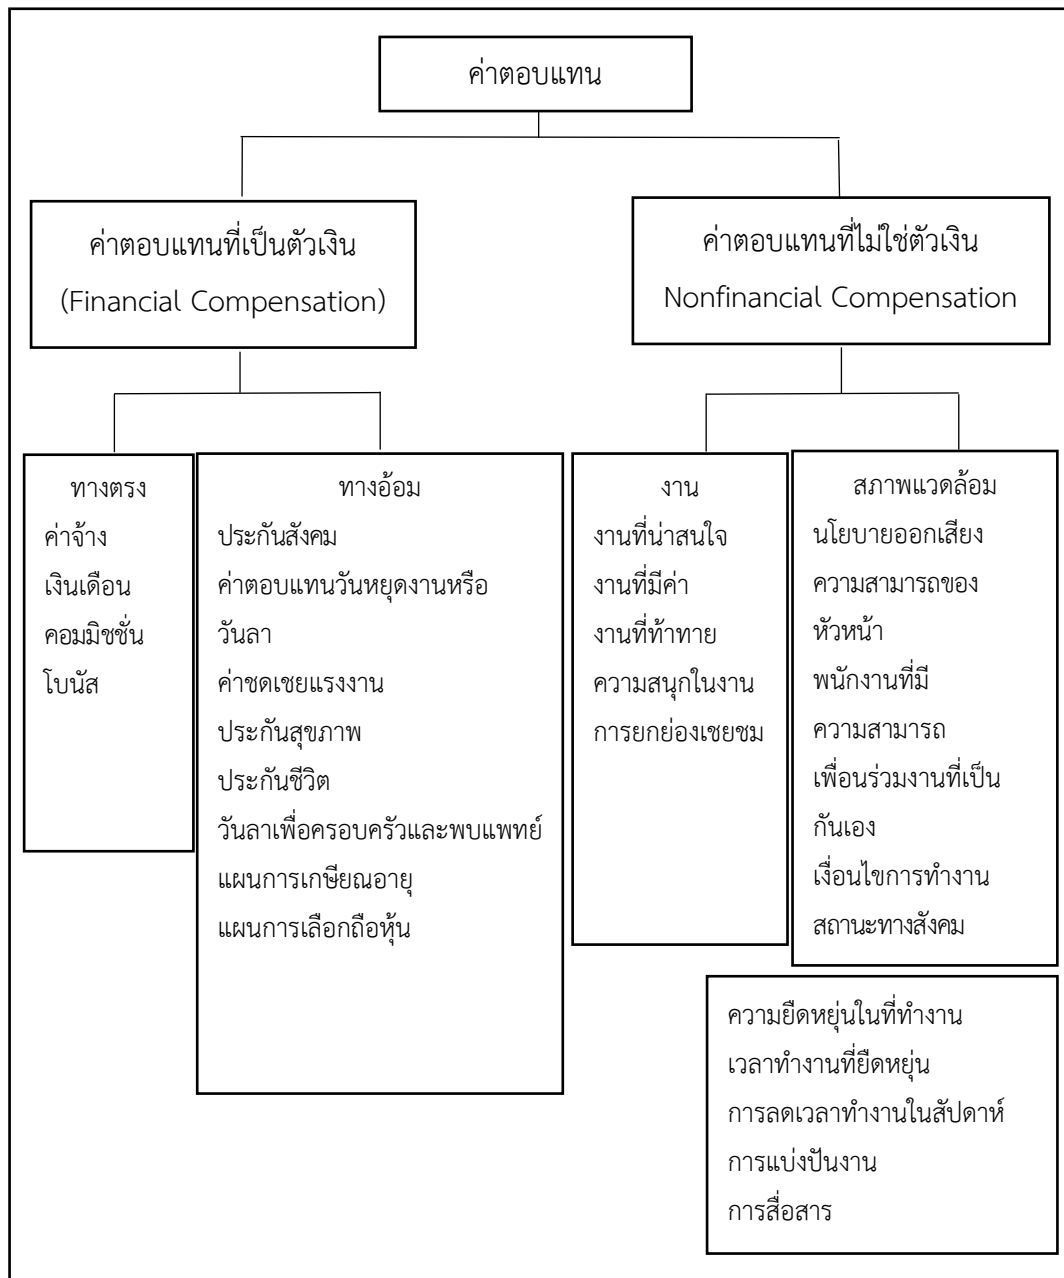 ค่าตอบแทน
ค่าตอบแทนที่เป็นตัวเงิน
(Financial Compensation)
ค่าตอบแทนที่ไม่ใช่ตัวเงิน
Nonfinancial Compensation
ทางตรง
ค่าจ้าง
เงินเดือน
คอมมิชชั่น
โบนัส
ทางอ้อม
ประกันสังคม
ค่าตอบแทนวันหยุดงานหรือ
วันลา
ค่าชดเชยแรงงาน
ประกันสุขภาพ
ประกันชีวิต
วันลาเพื่อครอบครัวและพบแพทย์
แผนการเกษียณอายุ
แผนการเลือกถือหุ้น
งาน
งานที่น่าสนใจ
งานที่มีค่า
งานที่ท้าทาย
ความสนุกในงาน
การยกย่องเชยชม
สภาพแวดล้อม
นโยบายออกเสียง
ความสามารถของ
หัวหน้า
พนักงานที่มี
ความสามารถ
เพื่อนร่วมงานที่เป็น
กันเอง
เงื่อนไขการทำงาน
สถานะทางสังคม
ความยืดหยุ่นในที่ทำงาน
เวลาทำงานที่ยืดหยุ่น
การลดเวลาทำงานในสัปดาห์
การแบ่งปันงาน
การสื่อสาร